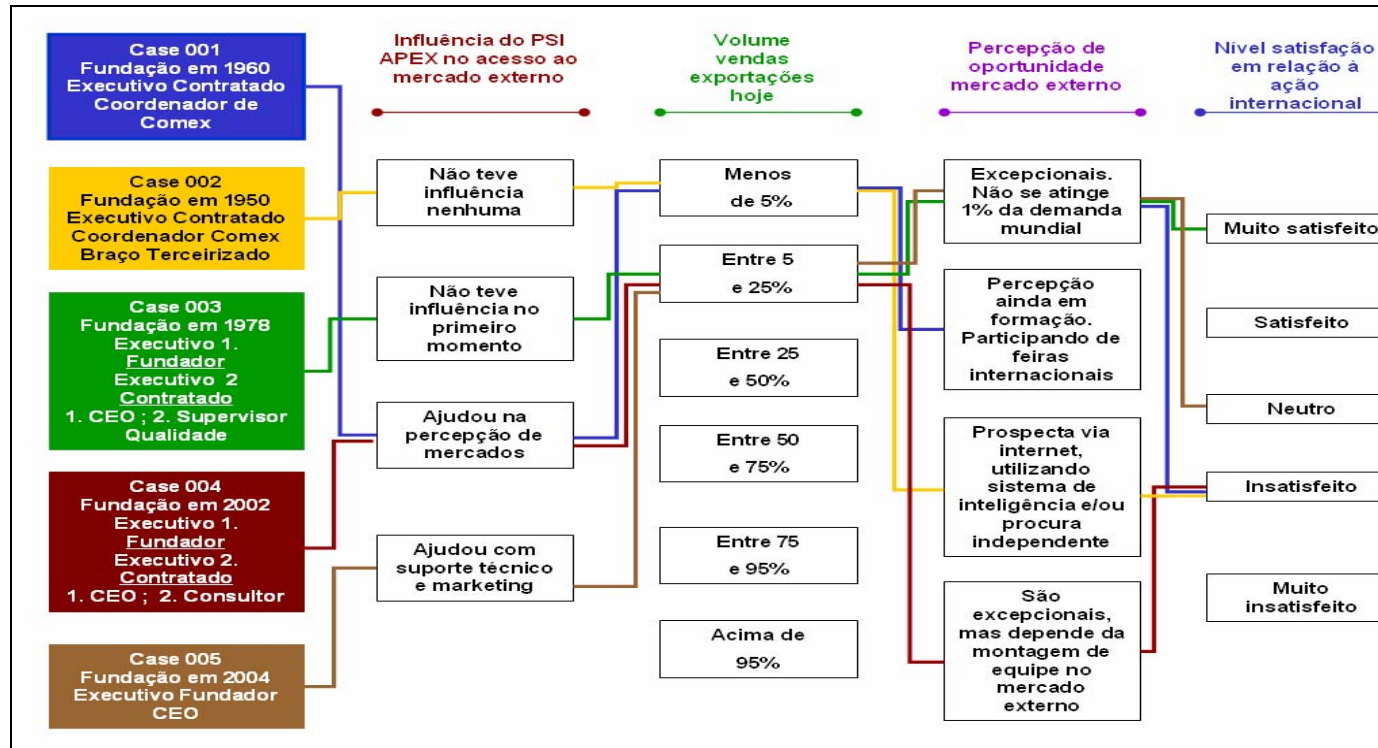 Case 001
Fundação em 1960
Executivo Contratado
Coordenador de
Comex
Case 002
Fundação em 1950
Executivo Contratado
Coordenador Comex
Braço Terceirizado
Case 003
Fundação em 1978
Executivo 1.
Fundador
Executivo 2
Contratado
1. CEO ; 2. Supervisor
Qualidade
Case 004
Fundação em 2002
Executivo 1.
Fundador
Executivo 2.
Contratado
1. CEO ; 2. Consultor
Case 005
Fundação em 2004
Executivo Fundador
CEO
Influência do PSI
APEX no acesso ao
mercado externo
Não teve
influência
nenhuma
Não teve
influência no
primeiro
momento
Ajudou na
percepção de
mercados
Ajudou com
suporte técnico
e marketing
Volume
vendas
exportações
hoje
Menos
de 5%
Entre 5
e 25%
Entre 25
e 50%
Entre 50
e 75%
Entre 75
e 95%
Acima de
95%
Percepção de
oportunidade
mercado externo
Excepcionais.
Não se atinge
1% da demanda
mundial
Percepção
ainda em
formação.
Participando de
feiras
internacionais
Prospecta via
internet,
utilizando
sistema de
inteligência e/ou
procura
independente
São
excepcionais,
mas depende da
montagem de
equipe no
mercado
externo
Nível satisfação
em relação à
ação
internacional
Muito satisfeito
Satisfeito
Neutro
Insatisfeito
Muito
insatisfeito